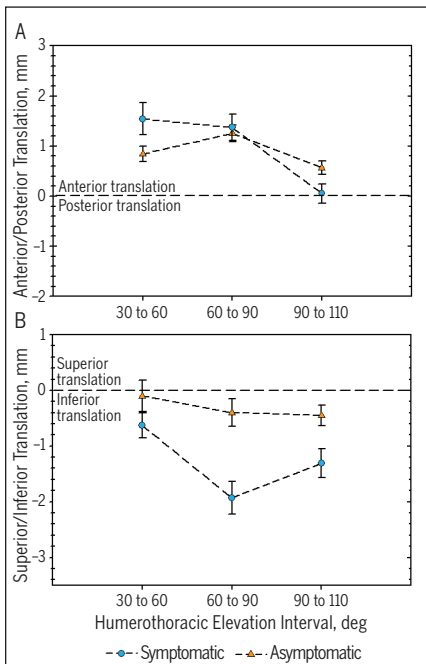 A
Anterior/Posterior Translation, mm
3
2
1
0
−1
−2
Anterior translation
Posterior translation
30 to 60
60 to 90
90 to 110
B
Superior/Inferior Translation, mm
1
0
−1
−2
−3
Superior
translation
Inferior
translation
30 to 60
60 to 90
90 to 110
Humerothoracic Elevation Interval, deg
Symptomatic
Asymptomatic